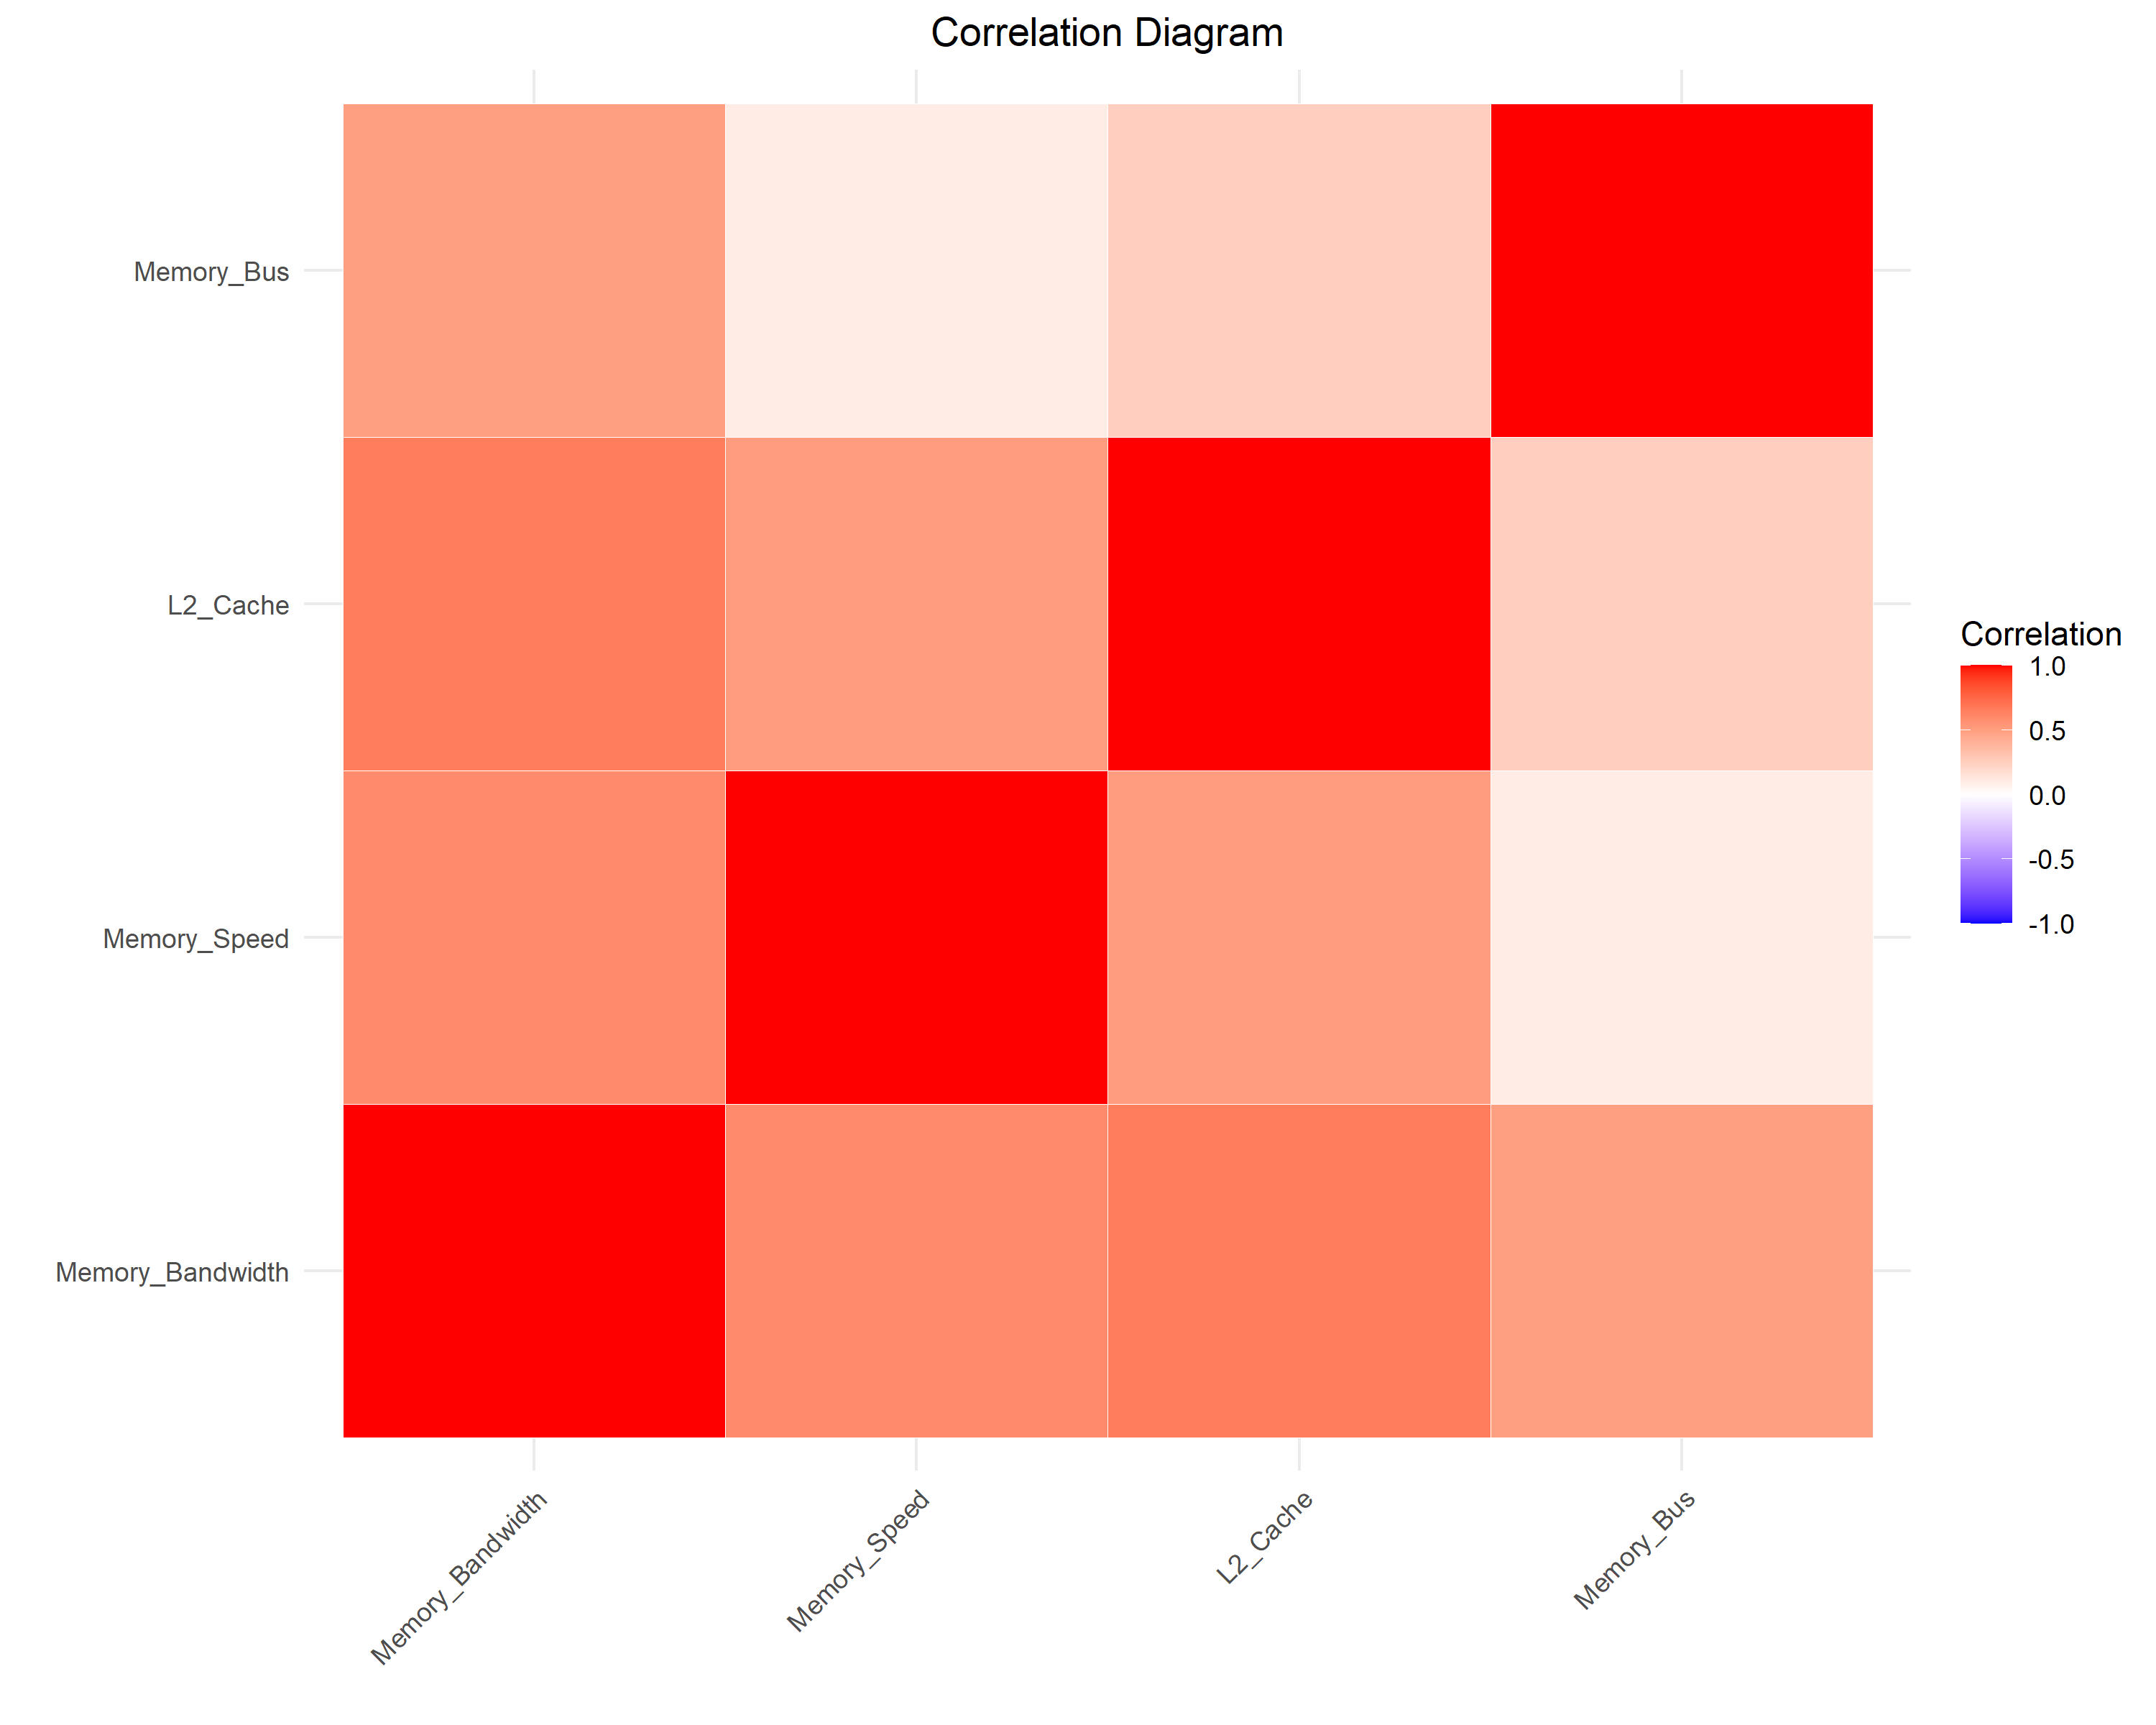 Correlation Diagram
Memory_Bus
L2_Cache
Memory_Speed
Memory_Bandwidth
Memory_Bandwidth
Memory_Speed
L2_Cache
Memory_Bus
Correlation
1.0
0.5
0.0
-0.5
-1.0